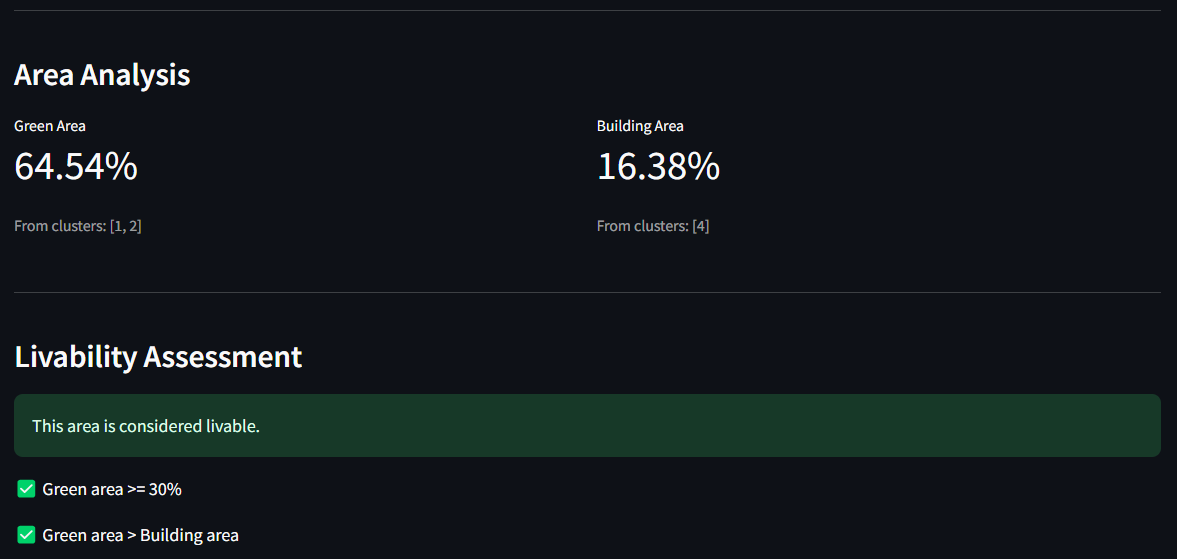 Area Analysis
Green Area
Building Area
64.54%
16.38%
From clusters: [1, 2]
From clusters: [4]
Livability Assessment
This area is considered livable.
✅ Green area >= 30%
✅ Green area > Building area